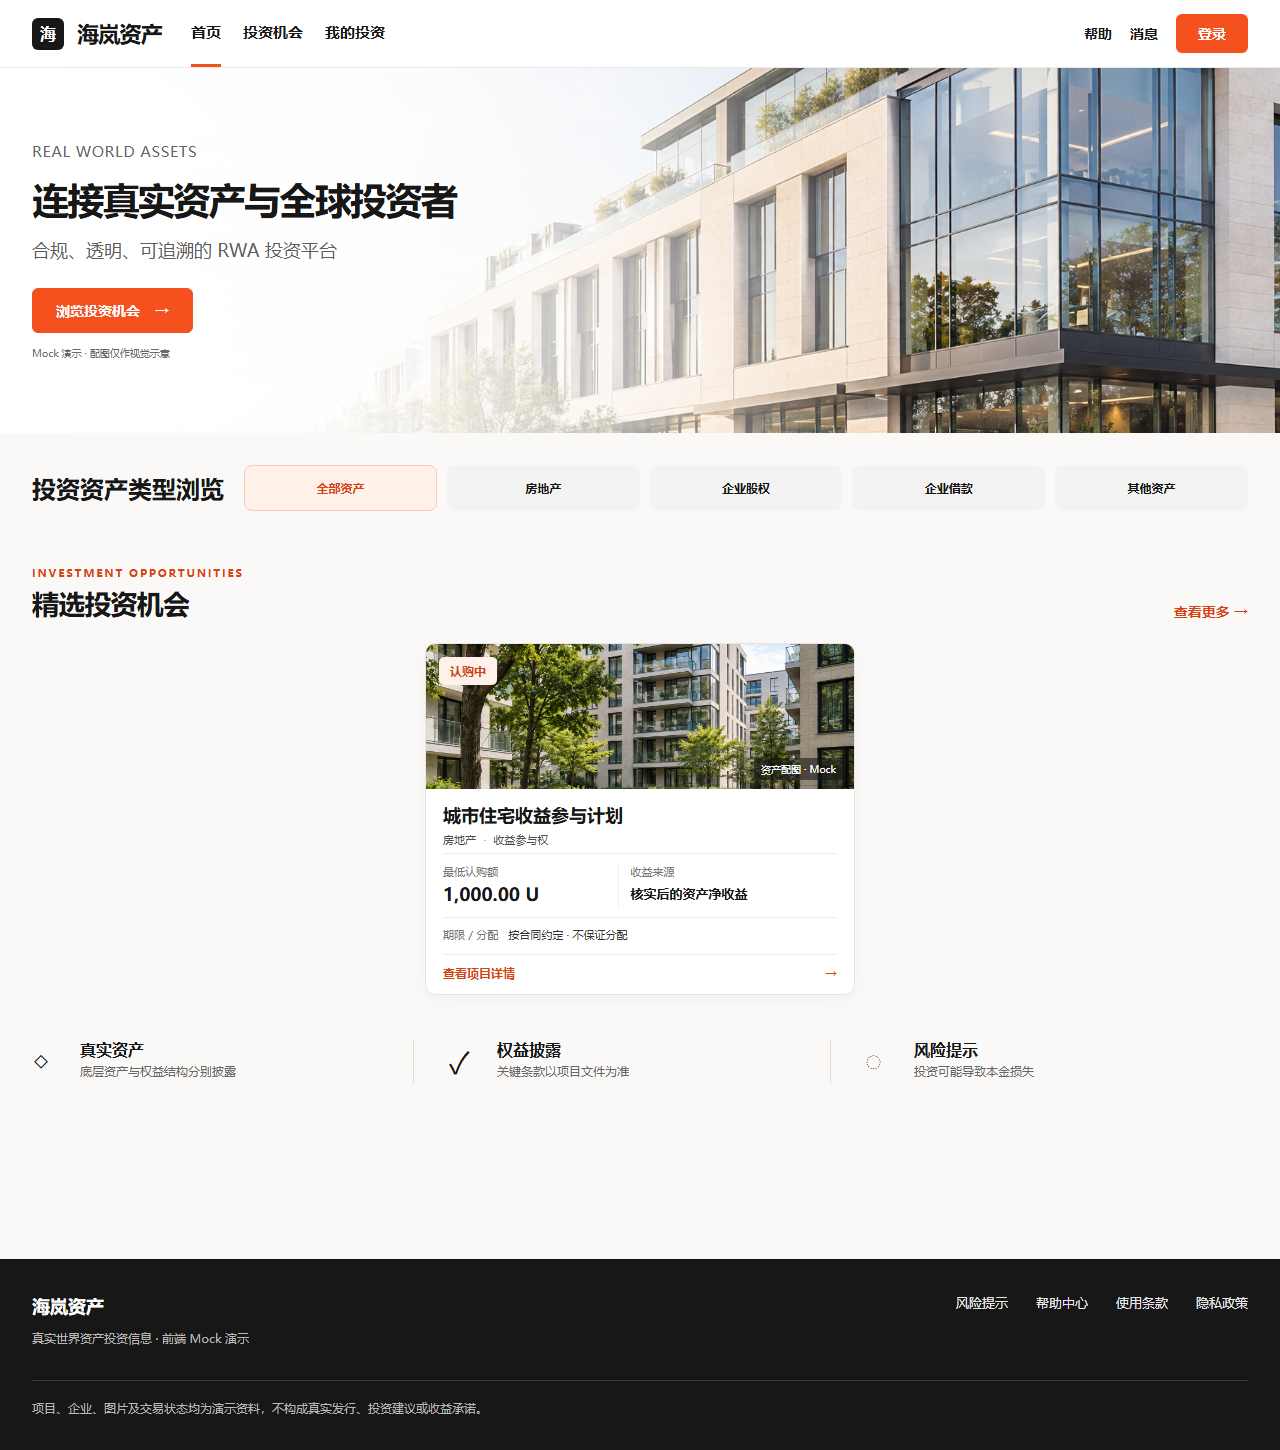 海 海岚资产 首页 投资机会 我的投资 帮助 消息 登录
REAL WORLD ASSETS
连接真实资产与全球投资者
合规、透明、可追溯的 RWA 投资平台
浏览投资机会 →
Mock 演示 · 配图仅作视觉示意
投资资产类型浏览 全部资产 房地产 企业股权 企业借款 其他资产
INVESTMENT OPPORTUNITIES
精选投资机会 查看更多 →
认购中
资产配图 · Mock
城市住宅收益参与计划
房地产 · 收益参与权
最低认购额 收益来源
1,000.00 U 核实后的资产净收益
期限 / 分配 按合同约定 · 不保证分配
查看项目详情 →
真实资产 权益披露 风险提示
底层资产与权益结构分别披露 关键条款以项目文件为准 投资可能导致本金损失
海岚资产 风险提示 帮助中心 使用条款 隐私政策
真实世界资产投资信息 · 前端 Mock 演示
项目、企业、图片及交易状态均为演示资料，不构成真实发行、投资建议或收益承诺。